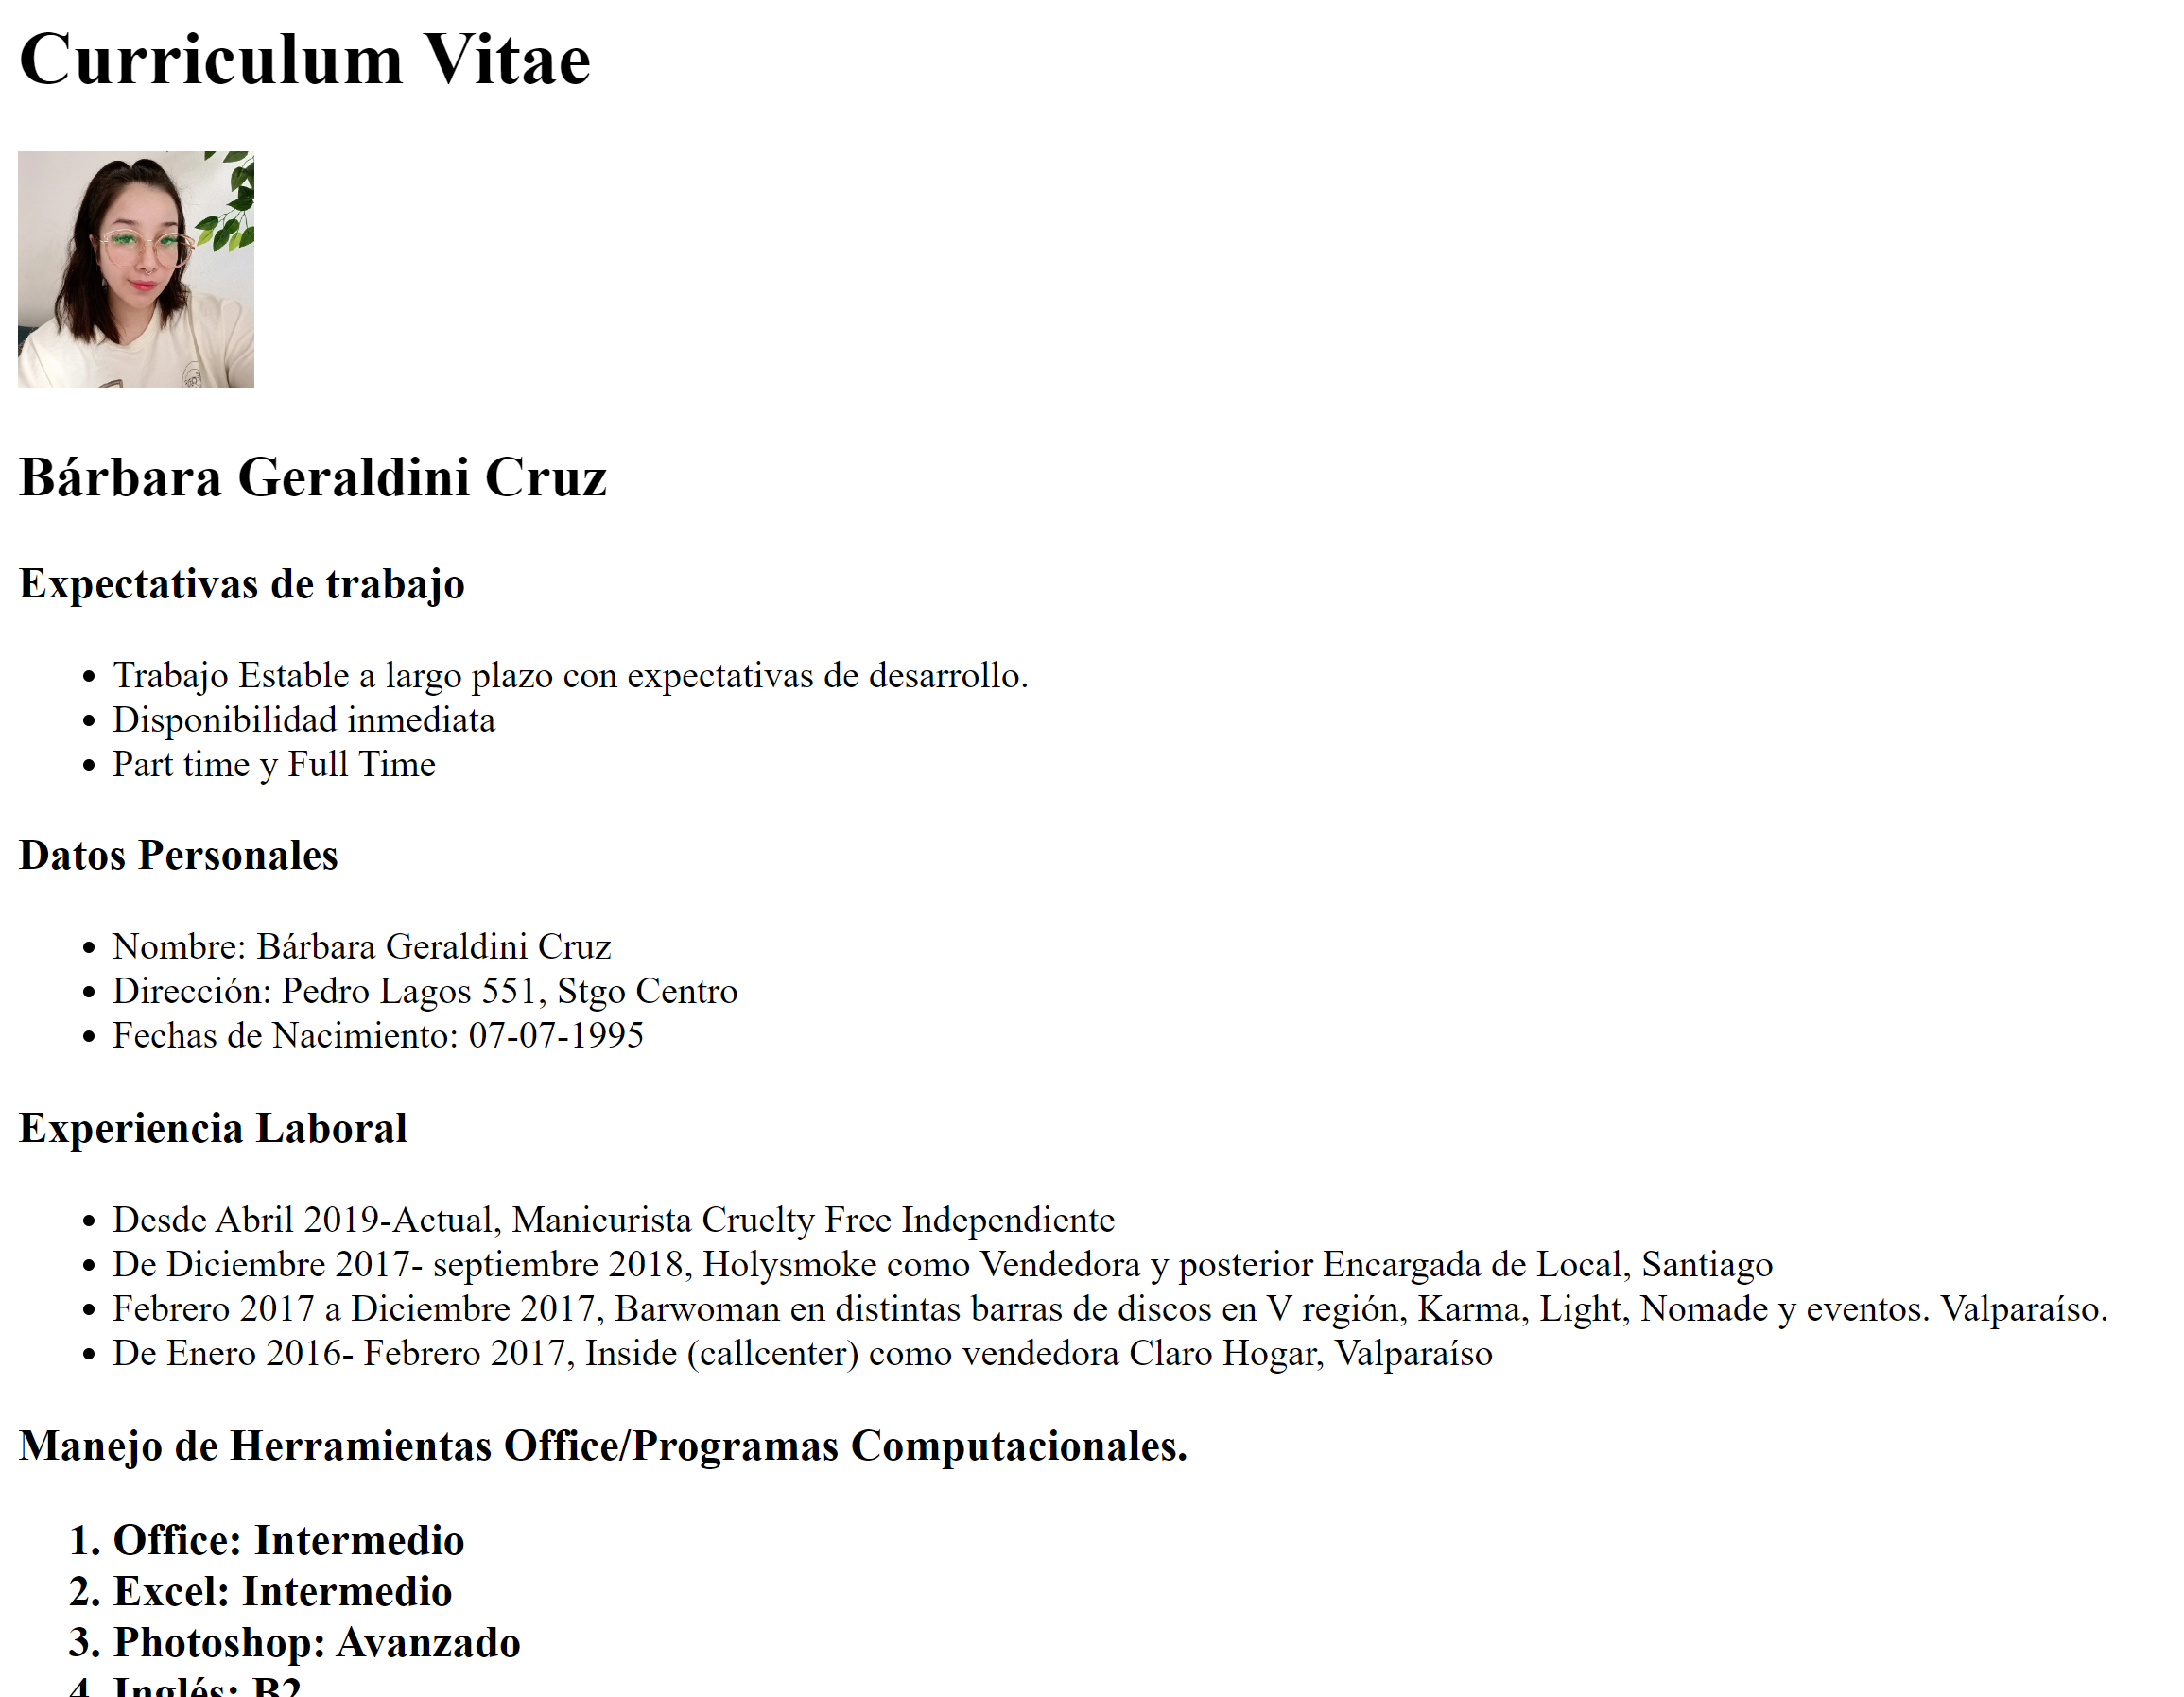 Curriculum Vitae
Bárbara Geraldini Cruz
Expectativas de trabajo
• Trabajo Estable a largo plazo con expectativas de desarrollo.
• Disponibilidad inmediata
• Part time y Full Time
Datos Personales
• Nombre: Bárbara Geraldini Cruz
• Dirección: Pedro Lagos 551, Stgo Centro
• Fechas de Nacimiento: 07-07-1995
Experiencia Laboral
• Desde Abril 2019-Actual, Manicurista Cruelty Free Independiente
• De Diciembre 2017- septiembre 2018, Holysmoke como Vendedora y posterior Encargada de Local, Santiago
• Febrero 2017 a Diciembre 2017, Barwoman en distintas barras de discos en V región, Karma, Light, Nomade y eventos. Valparaíso.
• De Enero 2016- Febrero 2017, Inside (callcenter) como vendedora Claro Hogar, Valparaíso
Manejo de Herramientas Office/Programas Computacionales.
1. Office: Intermedio
2. Excel: Intermedio
3. Photoshop: Avanzado
4. Inglés: B2